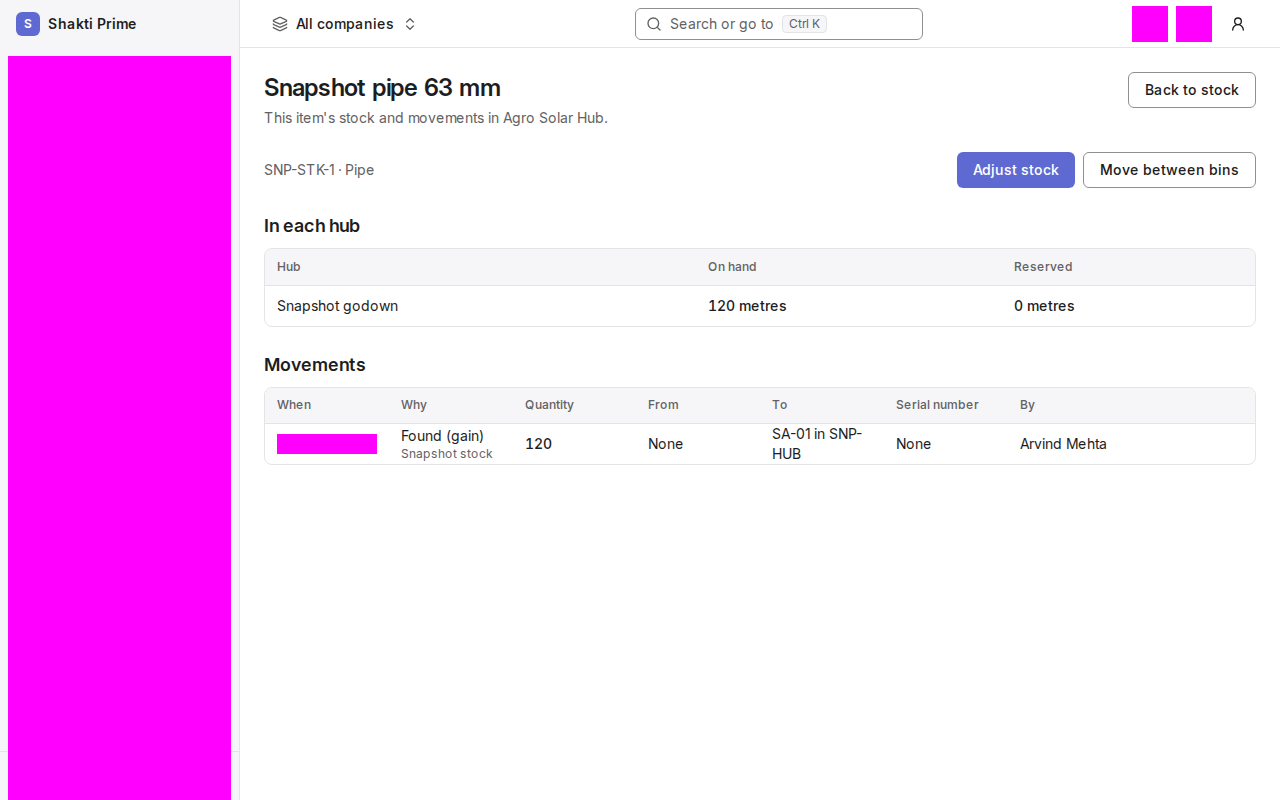 S Shakti Prime
All companies
Search or go to Ctrl K
Snapshot pipe 63 mm
Back to stock
This item's stock and movements in Agro Solar Hub.
SNP-STK-1 · Pipe
Adjust stock
Move between bins
In each hub
Hub On hand Reserved
Snapshot godown 120 metres 0 metres
Movements
When Why Quantity From To Serial number By
Found (gain) 120 None SA-01 in SNP- None Arvind Mehta
Snapshot stock HUB